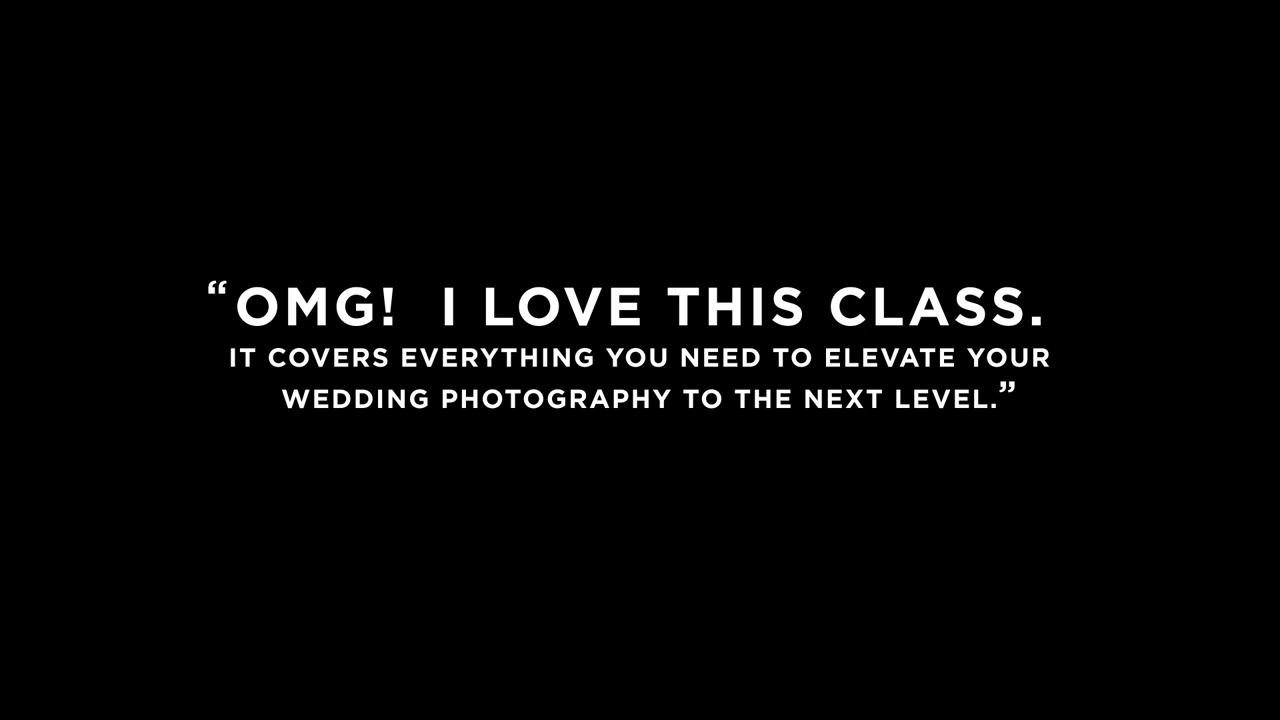 “OMG!  I LOVE THIS CLASS.
IT COVERS EVERYTHING YOU NEED TO ELEVATE YOUR
WEDDING PHOTOGRAPHY TO THE NEXT LEVEL.”